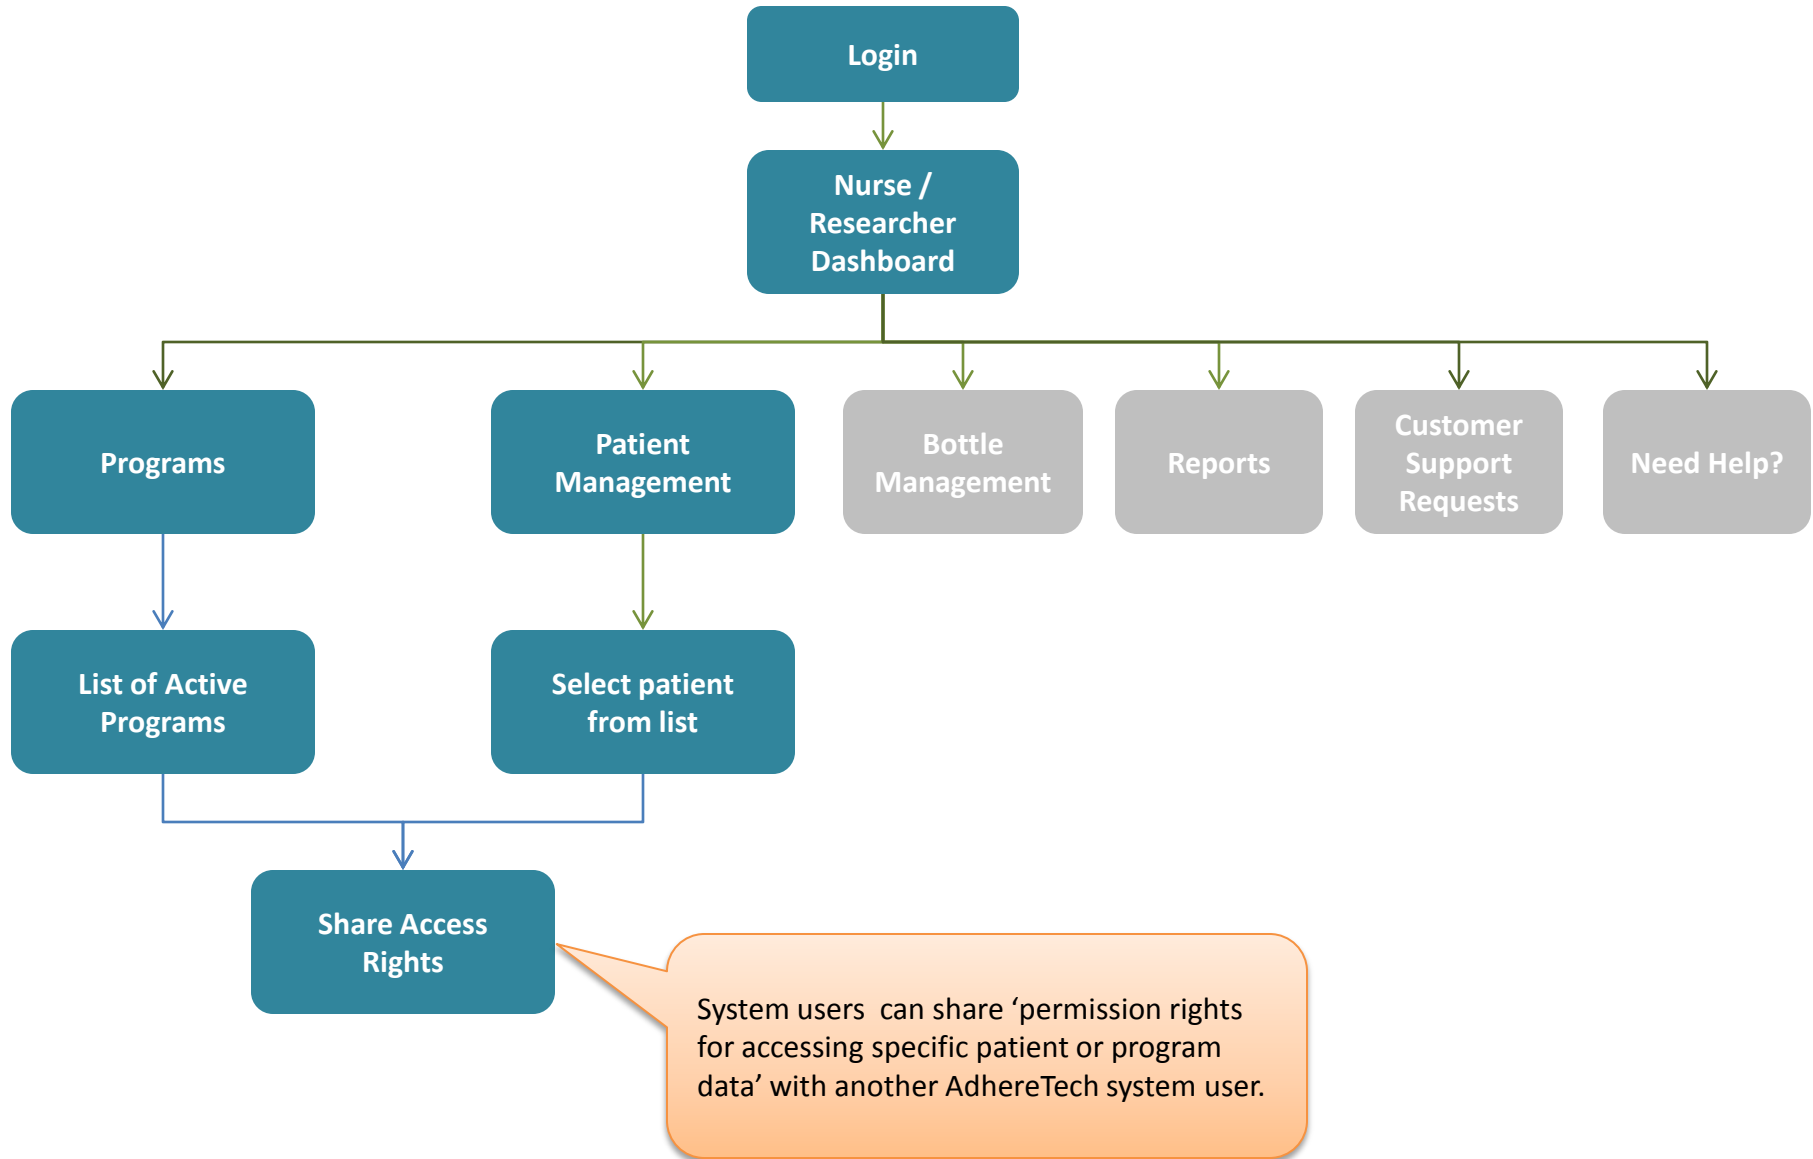 Login
Nurse /
Researcher
Dashboard
Programs
Patient
Management
Bottle
Management
Reports
Customer
Support
Requests
Need Help?
List of Active
Programs
Select patient
from list
Share Access
Rights
System users  can share ‘permission rights
for accessing specific patient or program
data’ with another AdhereTech system user.